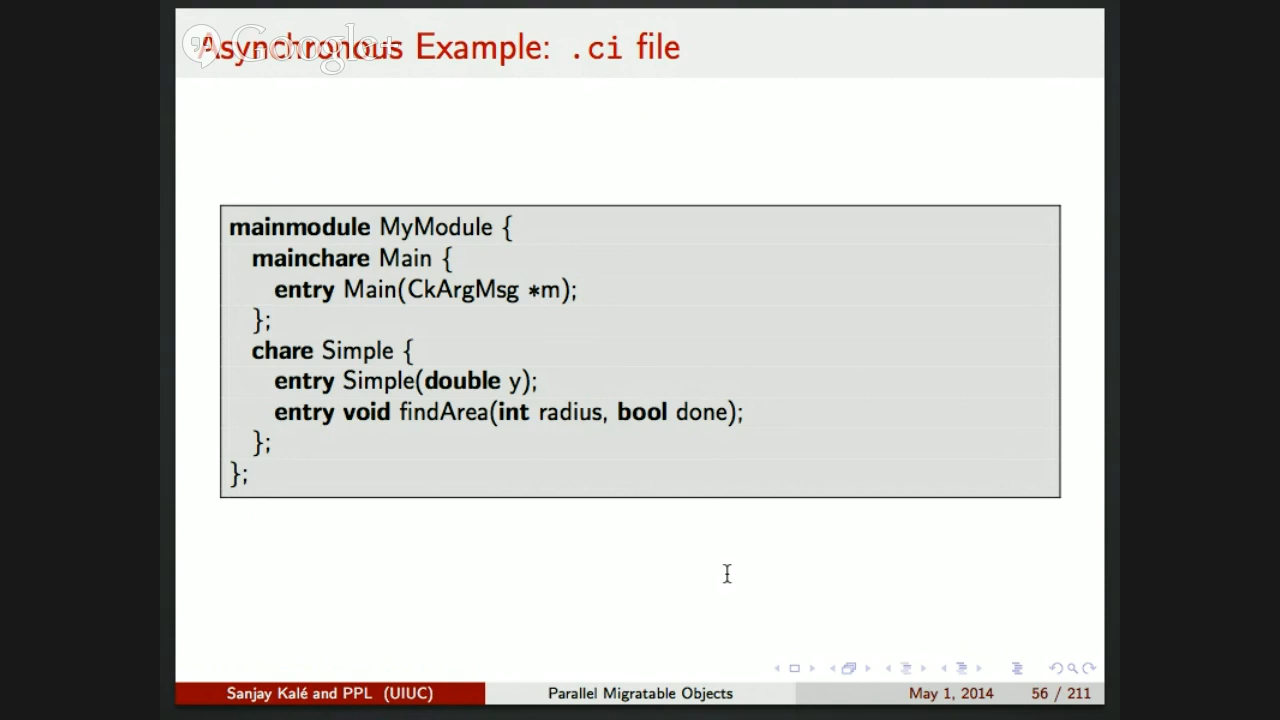 Asynchronous Example: .ci file
Google+
mainmodule MyModule {
mainchare Main {
entry Main(CkArgMsg *m);
};
chare Simple {
entry Simple(double y);
entry void findArea(int radius, bool done);
};
};
Sanjay Kalé and PPL (UIUC)
Parallel Migratable Objects
May 1, 2014
56 / 211